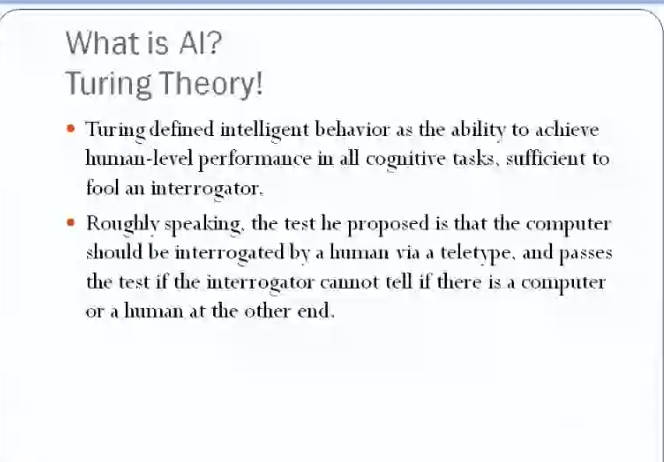 What is AI?
Turing Theory!
• Turing defined intelligent behavior as the ability to achieve
human-level performance in all cognitive tasks, sufficient to
fool an interrogator.
• Roughly speaking, the test he proposed is that the computer
should be interrogated by a human via a teletype, and passes
the test if the interrogator cannot tell if there is a computer
or a human at the other end.